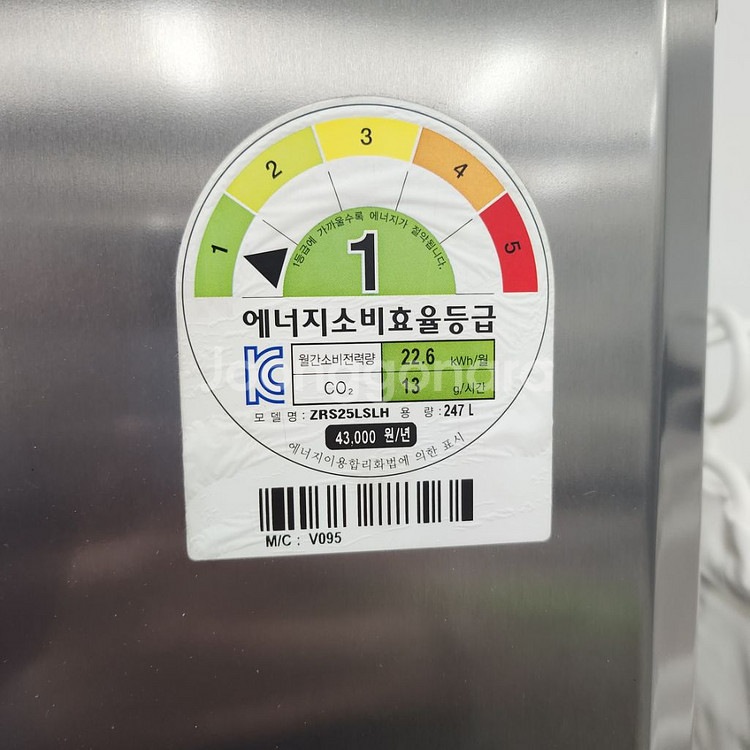 1 2 3 4 5
1등급에 가까울수록 에너지가 절약됩니다.
1
에너지소비효율등급
월간소비전력량 22.6 kWh/월
CO₂ 13 g/시간
모델명 : ZRS25LSLH 용량 : 247 L
43,000 원/년
에너지이용합리화법에 의한 표시
M/C : V095
joonggonara